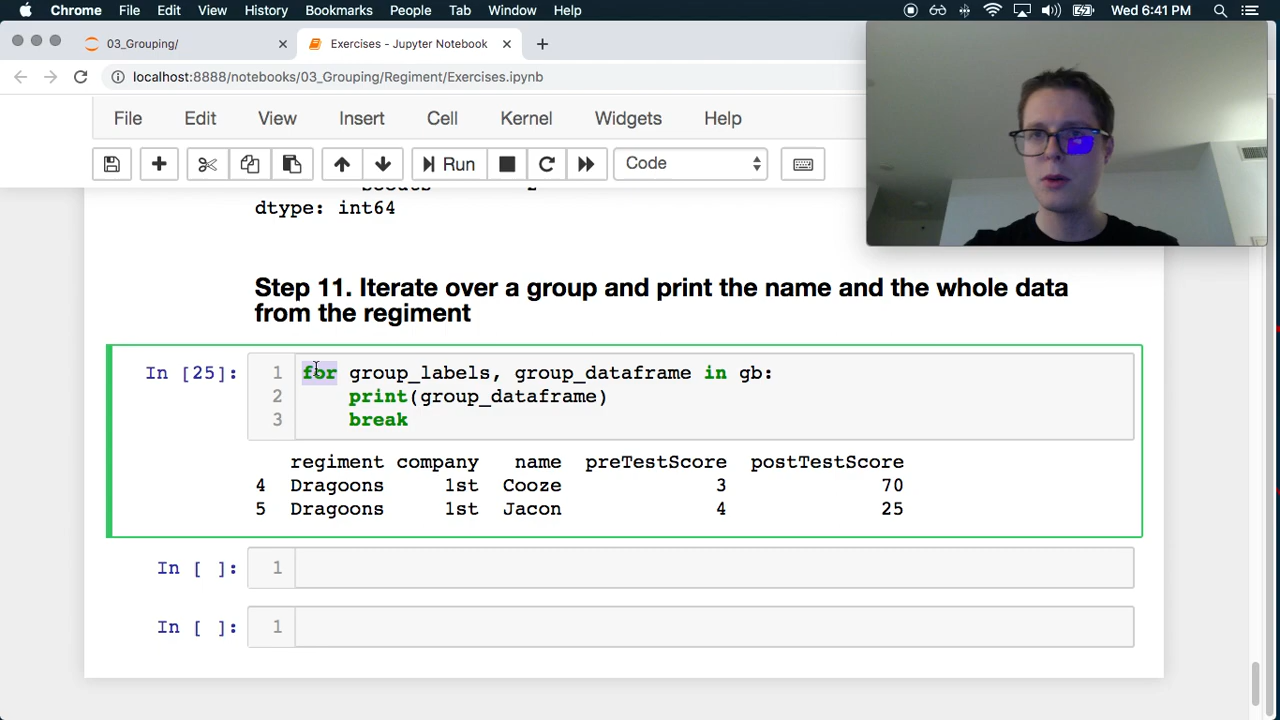 Chrome File Edit View History Bookmarks People Tab Window Help Wed 6:41 PM
03_Grouping/ Exercises - Jupyter Notebook
localhost:8888/notebooks/03_Grouping/Regiment/Exercises.ipynb
File Edit View Insert Cell Kernel Widgets Help
Run Code
dtype: int64
Step 11. Iterate over a group and print the name and the whole data
from the regiment
In [25]: 1 for group_labels, group_dataframe in gb:
2 print(group_dataframe)
3 break
regiment company name preTestScore postTestScore
4 Dragoons 1st Cooze 3 70
5 Dragoons 1st Jacon 4 25
In [ ]: 1
In [ ]: 1